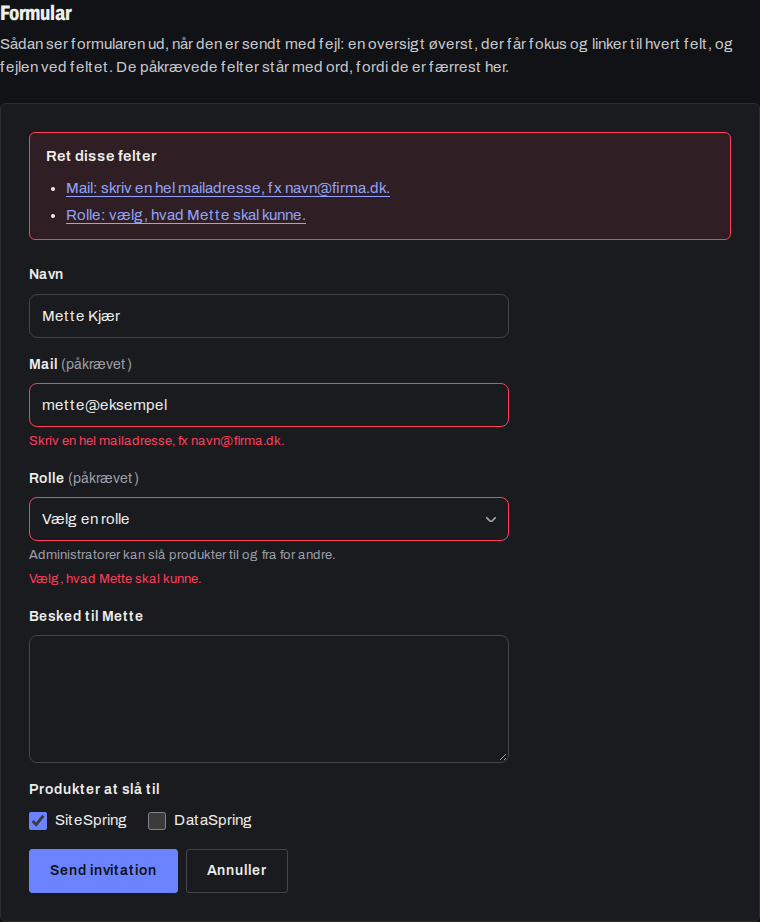 Formular
Sådan ser formularen ud, når den er sendt med fejl: en oversigt øverst, der får fokus og linker til hvert felt, og
fejlen ved feltet. De påkrævede felter står med ord, fordi de er færrest her.
Ret disse felter
Mail: skriv en hel mailadresse, fx navn@firma.dk.
Rolle: vælg, hvad Mette skal kunne.
Navn
Mette Kjær
Mail (påkrævet)
mette@eksempel
Skriv en hel mailadresse, fx navn@firma.dk.
Rolle (påkrævet)
Vælg en rolle
Administratorer kan slå produkter til og fra for andre.
Vælg, hvad Mette skal kunne.
Besked til Mette
Produkter at slå til
SiteSpring DataSpring
Send invitation Annuller